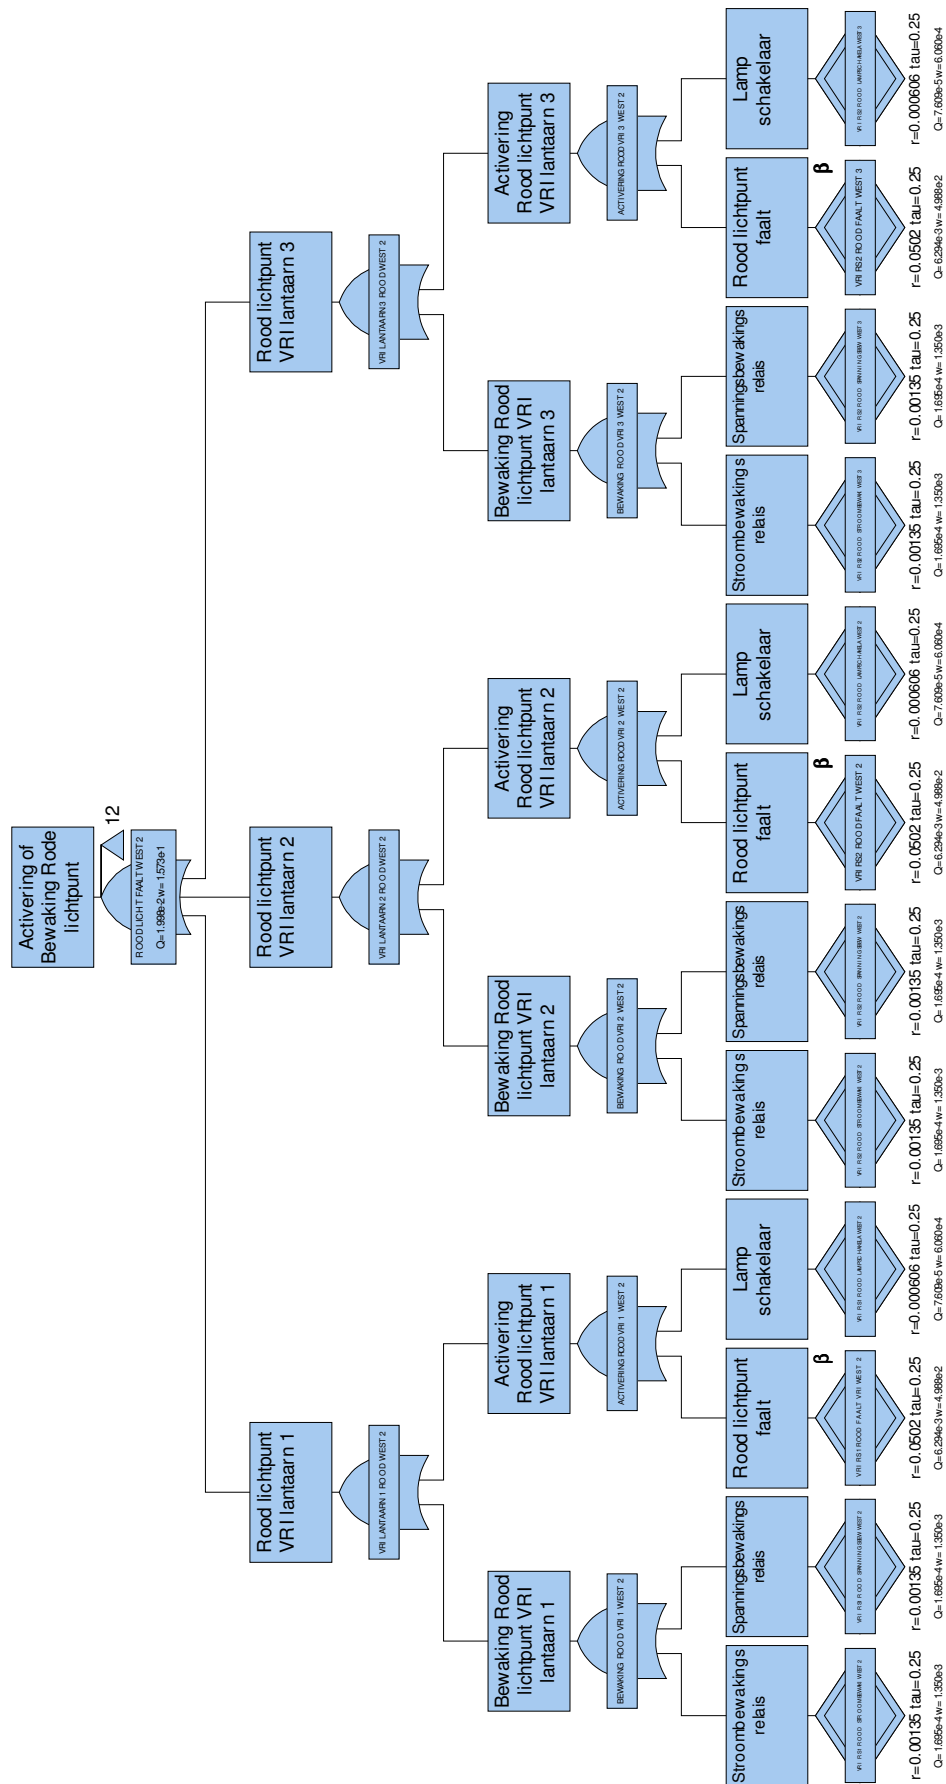 Activering of
Bewaking Rode
lichtpunt
12
ROOD LICHT FAALT WEST 2
Q=1.998e-2 w=1.573e-1
Rood lichtpunt
VRI lantaarn 1
Rood lichtpunt
VRI lantaarn 2
Rood lichtpunt
VRI lantaarn 3
VRI LANTAARN 1 ROOD WEST 2
VRI LANTAARN 2 ROOD WEST 2
VRI LANTAARN 3 ROOD WEST 2
Bewaking Rood
lichtpunt VRI
lantaarn 1
Activering
Rood lichtpunt
VRI lantaarn 1
Bewaking Rood
lichtpunt VRI
lantaarn 2
Activering
Rood lichtpunt
VRI lantaarn 2
Bewaking Rood
lichtpunt VRI
lantaarn 3
Activering
Rood lichtpunt
VRI lantaarn 3
BEWAKING ROOD VRI 1 WEST 2
ACTIVERING ROOD VRI 1 WEST 2
BEWAKING ROOD VRI 2 WEST 2
ACTIVERING ROOD VRI 2 WEST 2
BEWAKING ROOD VRI 3 WEST 2
ACTIVERING ROOD VRI 3 WEST 2
Stroombewakings
relais
Spanningsbewakings
relais
Rood lichtpunt
faalt
Lamp
schakelaar
Stroombewakings
relais
Spanningsbewakings
relais
Rood lichtpunt
faalt
Lamp
schakelaar
Stroombewakings
relais
Spanningsbewakings
relais
Rood lichtpunt
faalt
Lamp
schakelaar
β
β
β
VRI RS1 ROOD FAALT VRI WEST 2
VRI RS2 ROOD FAALT WEST 2
VRI RS2 ROOD FAALT WEST 3
r=0.00135 tau=0.25
r=0.00135 tau=0.25
r=0.0502 tau=0.25
r=0.000606 tau=0.25
r=0.00135 tau=0.25
r=0.00135 tau=0.25
r=0.0502 tau=0.25
r=0.000606 tau=0.25
r=0.00135 tau=0.25
r=0.00135 tau=0.25
r=0.0502 tau=0.25
r=0.000606 tau=0.25
Q=1.695e-4 w=1.350e-3
Q=1.695e-4 w=1.350e-3
Q=6.294e-3 w=4.988e-2
Q=7.609e-5 w=6.060e-4
Q=1.695e-4 w=1.350e-3
Q=1.695e-4 w=1.350e-3
Q=6.294e-3 w=4.988e-2
Q=7.609e-5 w=6.060e-4
Q=1.695e-4 w=1.350e-3
Q=1.695e-4 w=1.350e-3
Q=6.294e-3 w=4.988e-2
Q=7.609e-5 w=6.060e-4